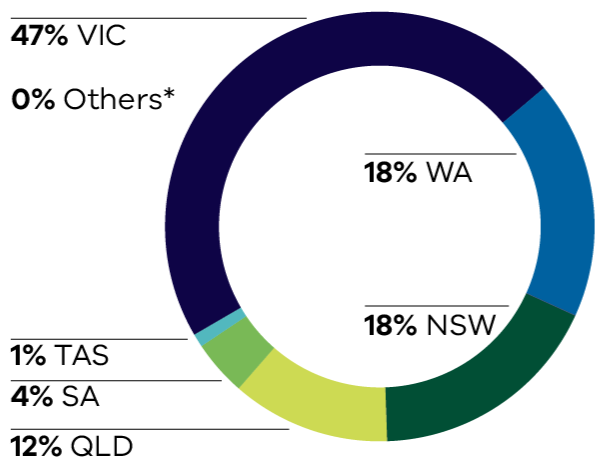 47% VIC
0% Others*
18% WA
18% NSW
1% TAS
4% SA
12% QLD